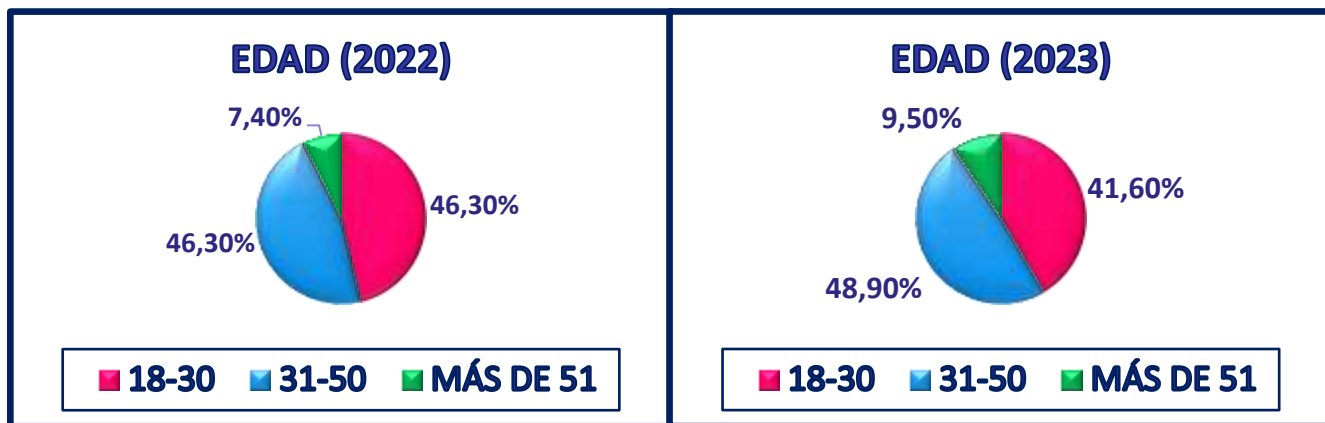 EDAD (2022)
7,40%
46,30%
46,30%
18-30 31-50 MÁS DE 51
EDAD (2023)
9,50%
41,60%
48,90%
18-30 31-50 MÁS DE 51